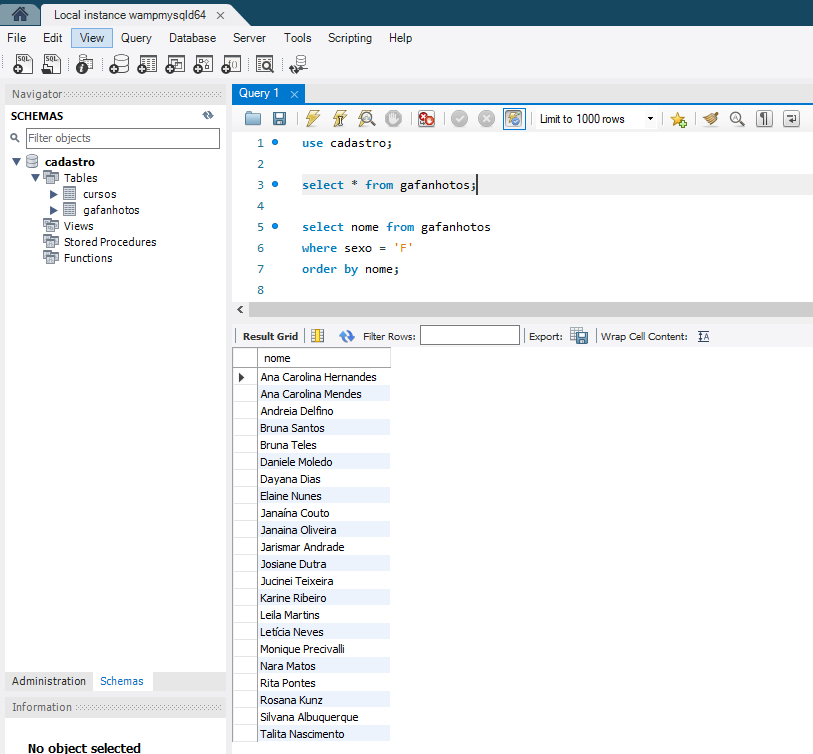 Local instance wampmysqld64
File Edit View Query Database Server Tools Scripting Help
Navigator
SCHEMAS
Filter objects
cadastro
Tables
cursos
gafanhotos
Views
Stored Procedures
Functions
Administration Schemas
Information
No object selected
Query 1
Limit to 1000 rows
1 use cadastro;
2
3 select * from gafanhotos;
4
5 select nome from gafanhotos
6 where sexo = 'F'
7 order by nome;
8
Result Grid Filter Rows: Export: Wrap Cell Content:
nome
Ana Carolina Hernandes
Ana Carolina Mendes
Andreia Delfino
Bruna Santos
Bruna Teles
Daniele Moledo
Dayana Dias
Elaine Nunes
Janaína Couto
Janaina Oliveira
Jarismar Andrade
Josiane Dutra
Jucinei Teixeira
Karine Ribeiro
Leila Martins
Letícia Neves
Monique Precivalli
Nara Matos
Rita Pontes
Rosana Kunz
Silvana Albuquerque
Talita Nascimento